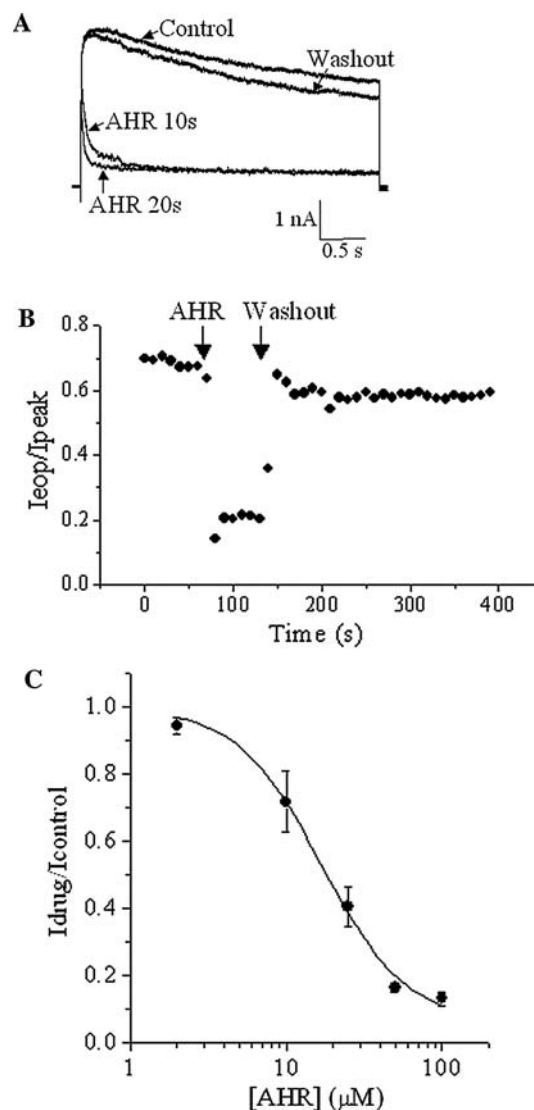 A
Control
Washout
AHR 10s
AHR 20s
1 nA
0.5 s
B
AHR Washout
0.8
0.6
0.4
0.2
0.0
Ieop/Ipeak
0 100 200 300 400
Time (s)
C
1.0
0.8
0.6
0.4
0.2
0.0
Idrug/Icontrol
1 10 100
[AHR] (μM)